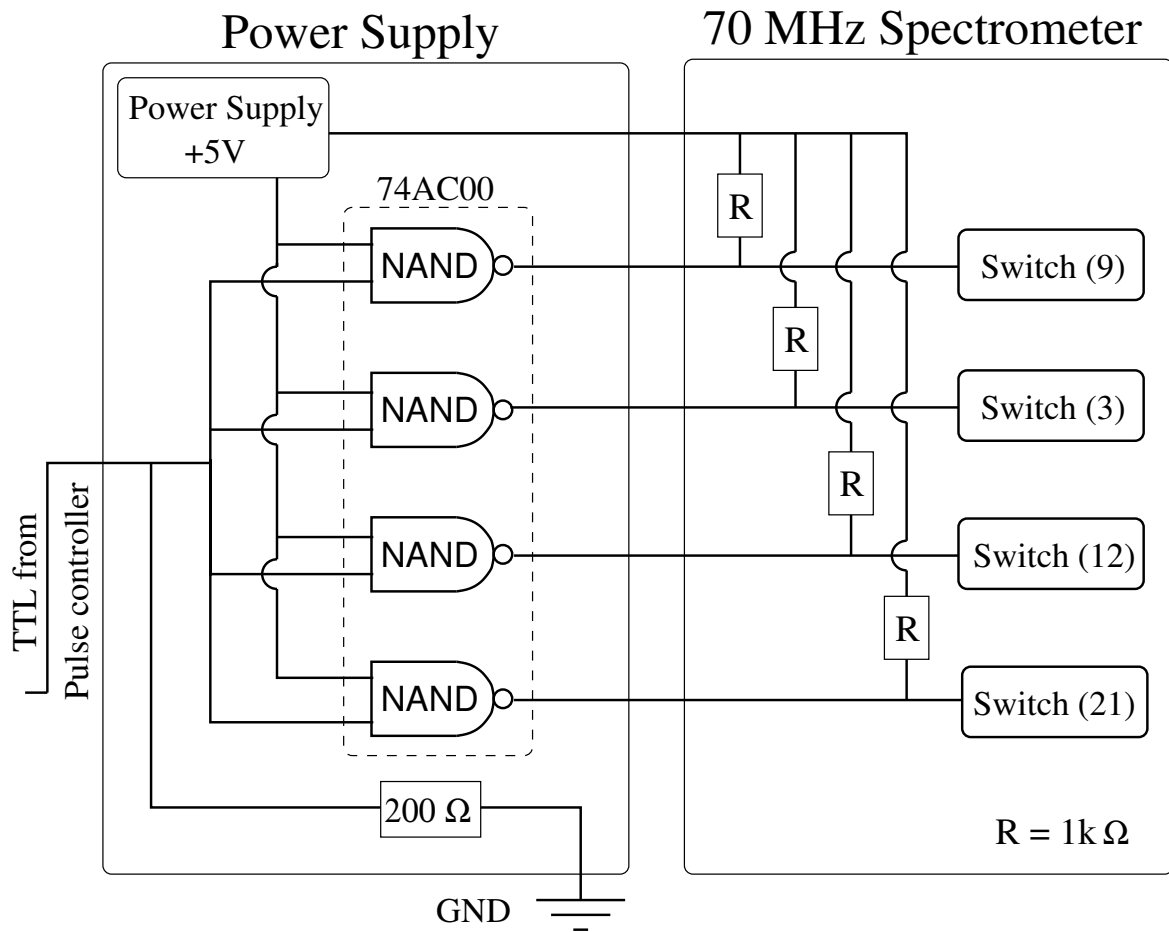 Power Supply
70 MHz Spectrometer
Power Supply
+5V
74AC00
NAND
R
Switch (9)
R
NAND
Switch (3)
R
NAND
Switch (12)
R
NAND
Switch (21)
TTL from
Pulse controller
200 Ω
R = 1k Ω
GND